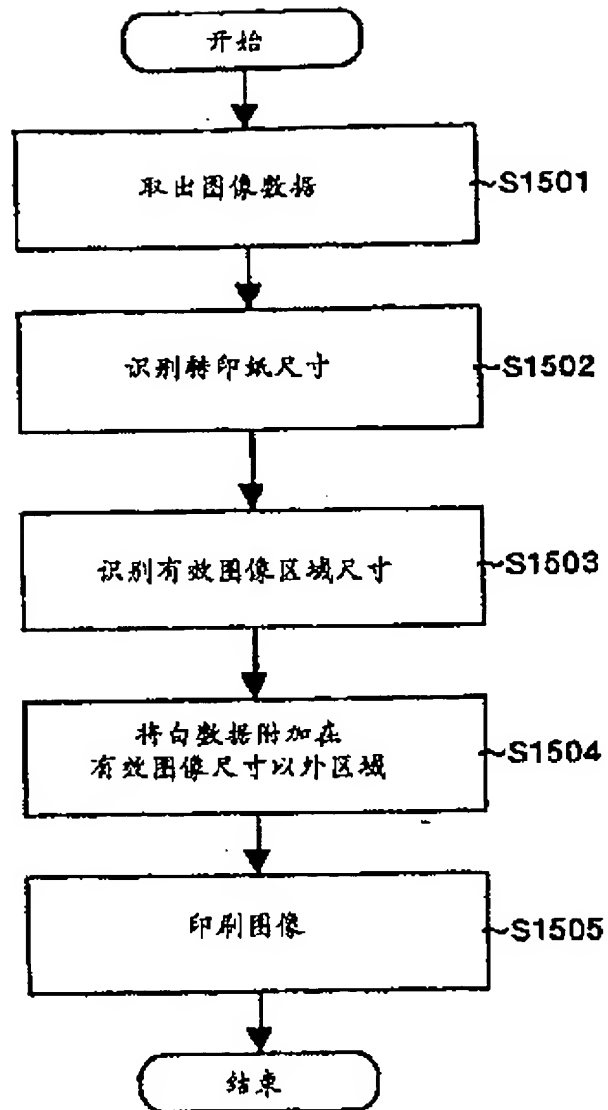 开始
取出图像数据
~S1501
识别转印纸尺寸
~S1502
识别有效图像区域尺寸
~S1503
将白数据附加在
有效图像尺寸以外区域
~S1504
印刷图像
~S1505
结束